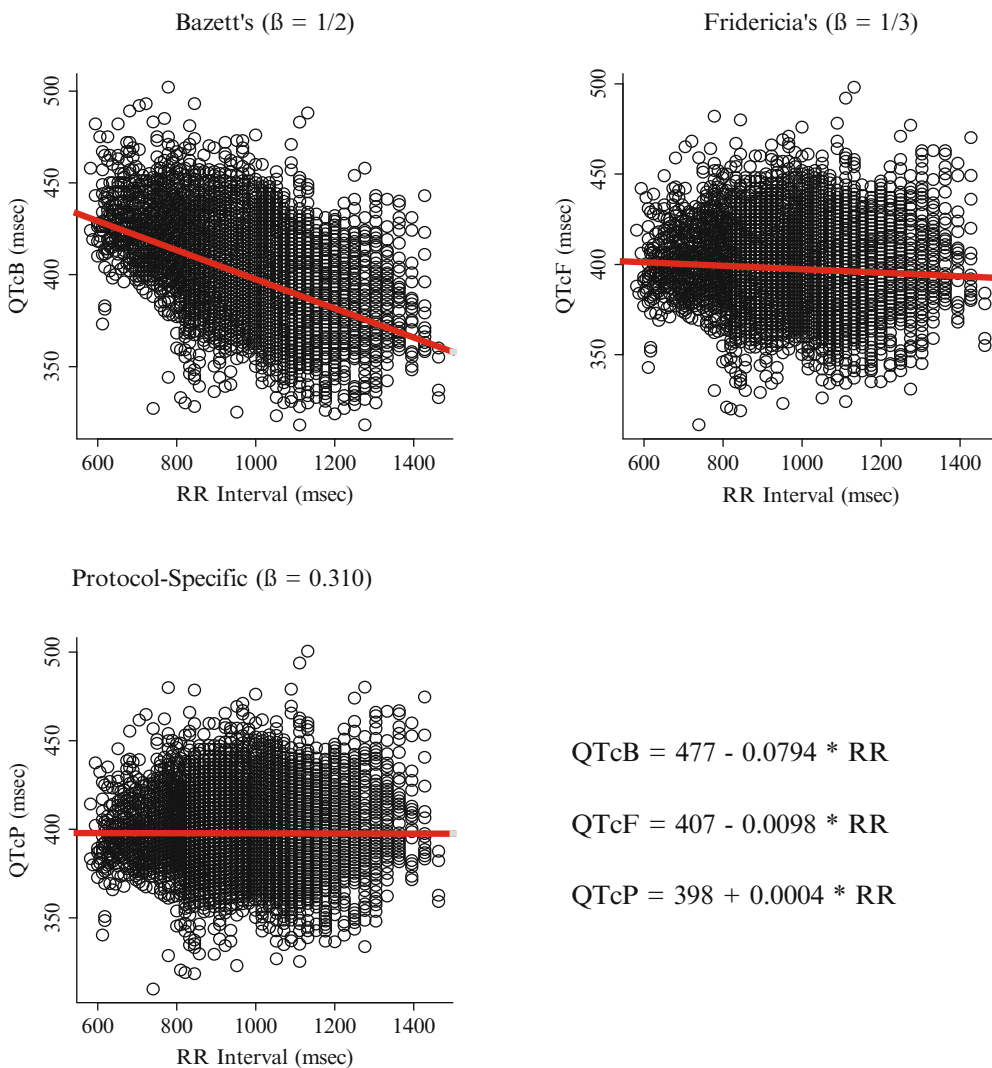 Bazett's (ß = 1/2)
QTcB (msec)
500
450
400
350
600 800 1000 1200 1400
RR Interval (msec)
Fridericia's (ß = 1/3)
QTcF (msec)
500
450
400
350
600 800 1000 1200 1400
RR Interval (msec)
Protocol-Specific (ß = 0.310)
QTcP (msec)
500
450
400
350
600 800 1000 1200 1400
RR Interval (msec)
QTcB = 477 - 0.0794 * RR
QTcF = 407 - 0.0098 * RR
QTcP = 398 + 0.0004 * RR